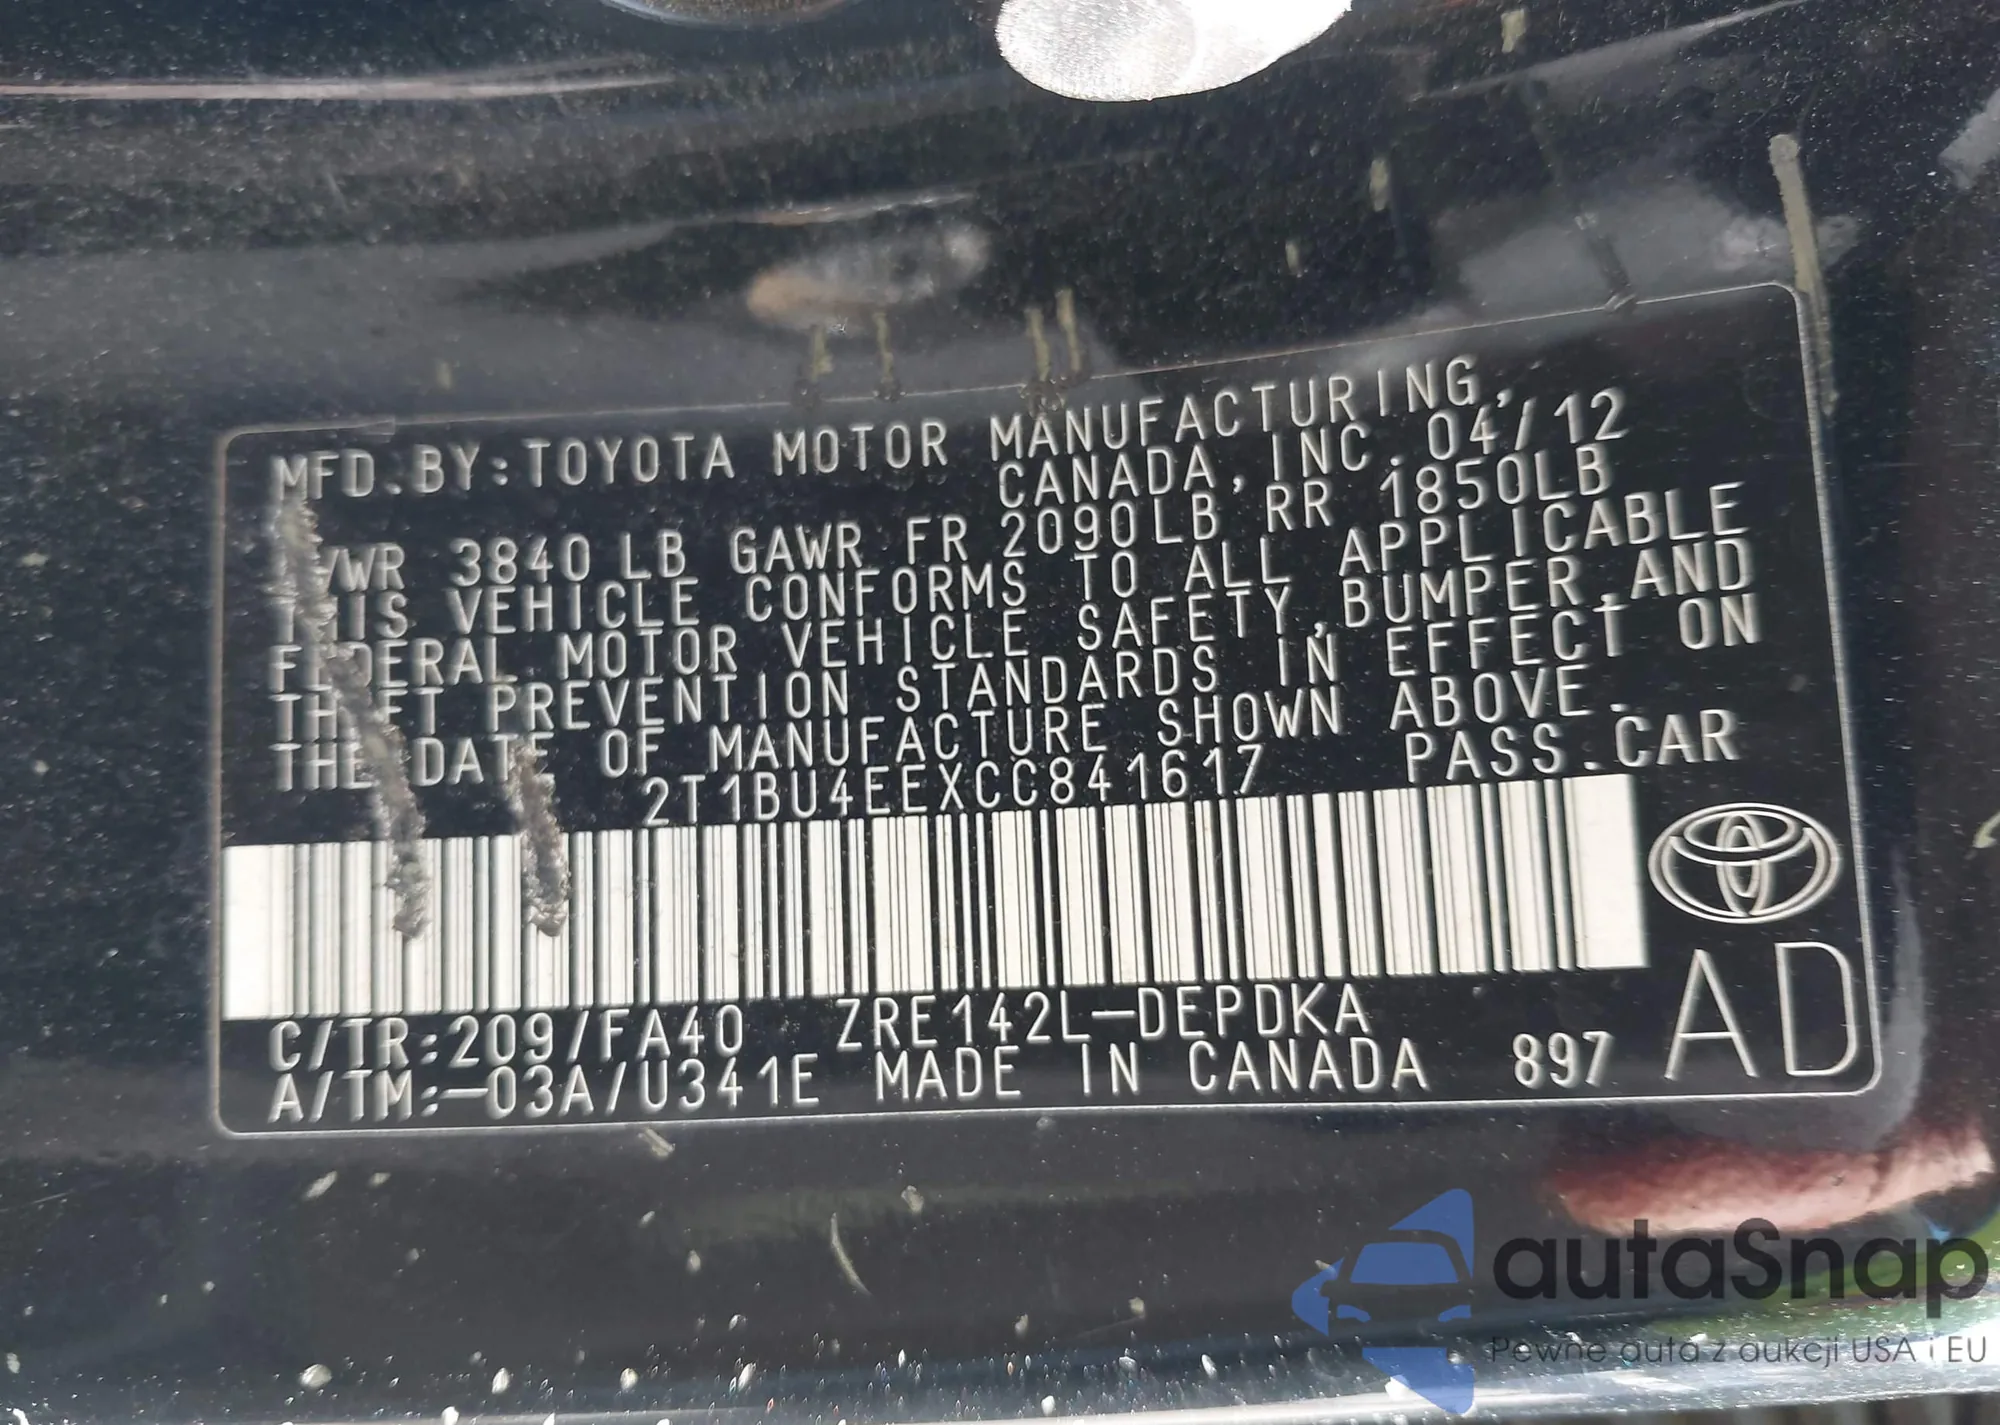 MFD.BY:TOYOTA MOTOR MANUFACTURING,
CANADA, INC. 04/12
VWR 3840 LB GAWR FR 2090LB RR 1850LB
THIS VEHICLE CONFORMS TO ALL APPLICABLE
FEDERAL MOTOR VEHICLE SAFETY, BUMPER, AND
THEFT PREVENTION STANDARDS IN EFFECT ON
THE DATE OF MANUFACTURE SHOWN ABOVE.
2T1BU4EEXCC841617 PASS. CAR
C/TR:209/FA40 ZRE142L-DEPDKA
A/TM:-03A/U341E MADE IN CANADA 897 AD
autaSnap
Pewne auta z aukcji USA i EU